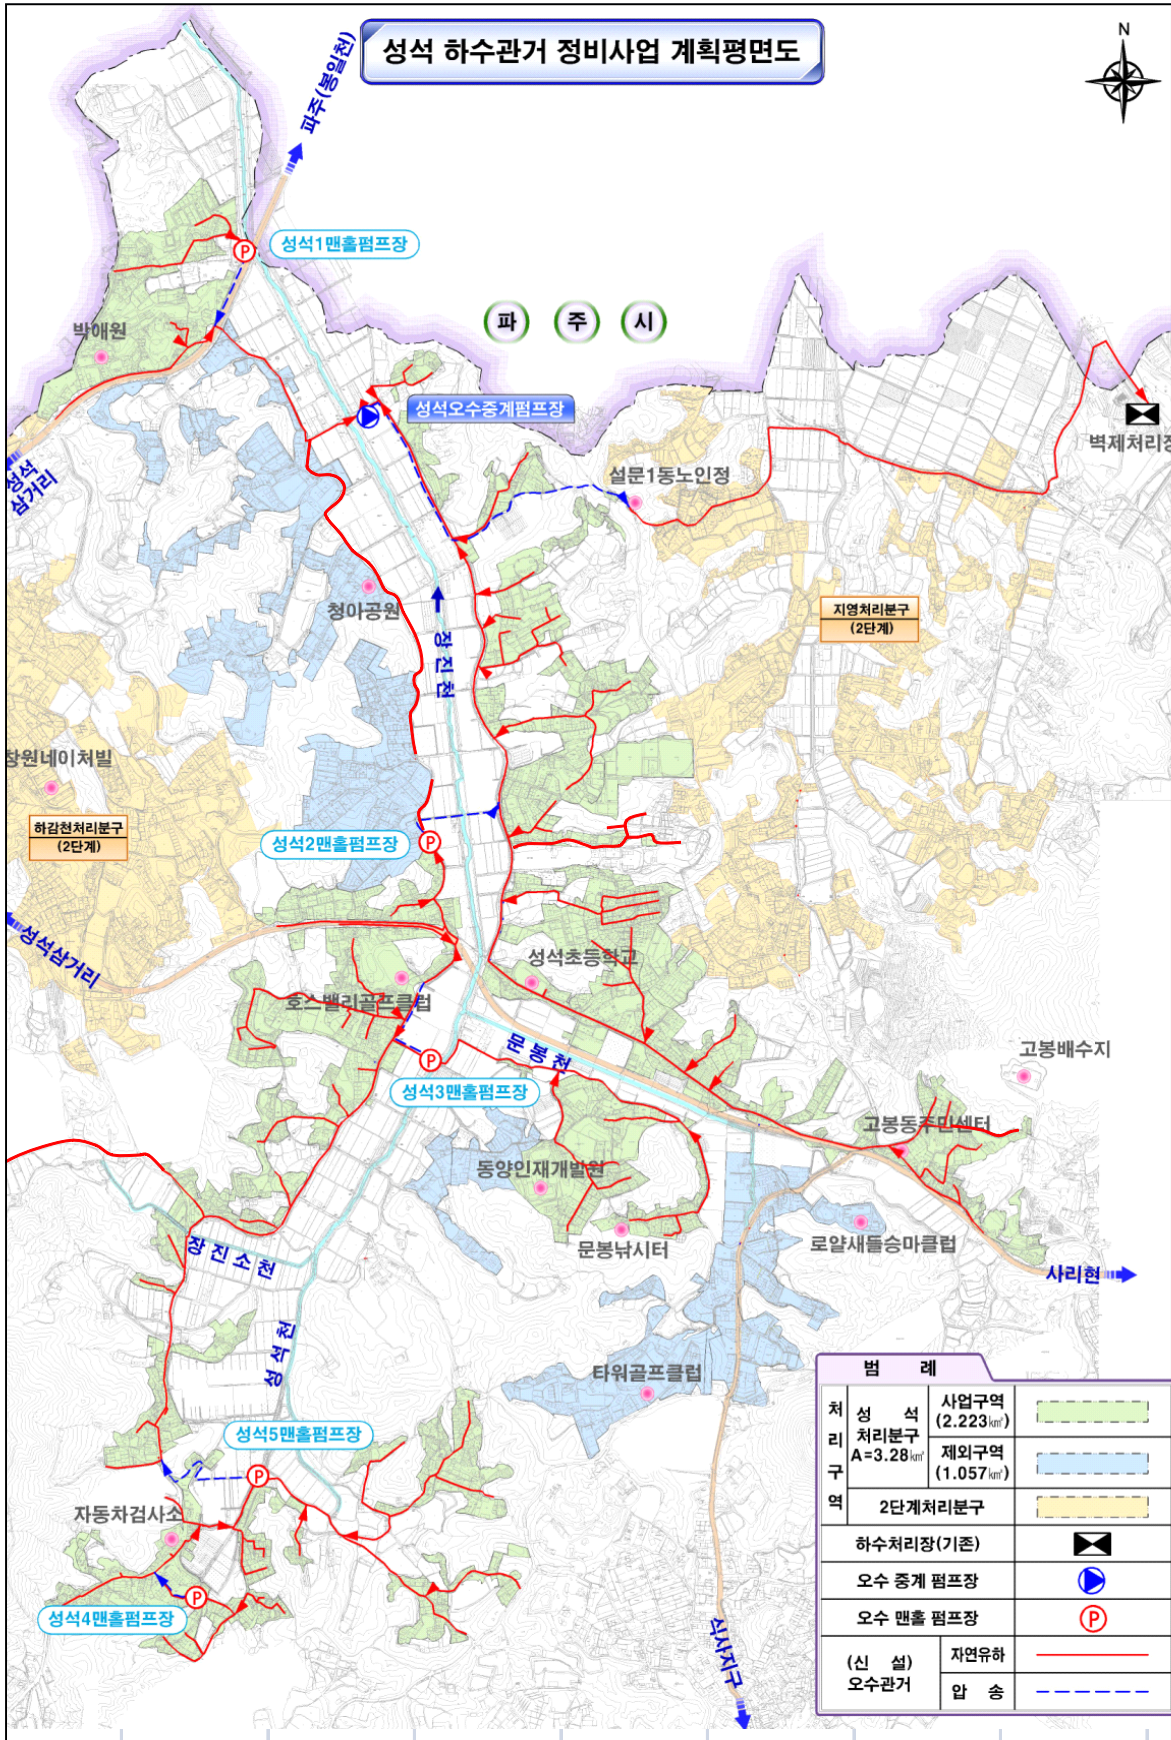 성석 하수관거 정비사업 계획평면도
N
파주(봉일천)
성석1맨홀펌프장
파 주 시
박애원
성석오수중계펌프장
벽제처리장
성석
삼거리
설문1동노인정
청아공원
지영처리분구
(2단계)
장진천
창원네이처빌
하감천처리분구
(2단계)
성석2맨홀펌프장
성석삼거리
성석초등학교
호스밸리골프클럽
문봉천
고봉배수지
성석3맨홀펌프장
고봉동주민센터
동양인재개발원
문봉낚시터
로얄새들승마클럽
장진소천
사리현
성석천
타워골프클럽
성석5맨홀펌프장
자동차검사소
성석4맨홀펌프장
식사지구
범 례
처리구역
성 석
처리분구
A=3.28㎢
사업구역
(2.223㎢)
제외구역
(1.057㎢)
2단계처리분구
하수처리장(기존)
오수 중계 펌프장
오수 맨홀 펌프장
P
(신 설)
오수관거
자연유하
압 송